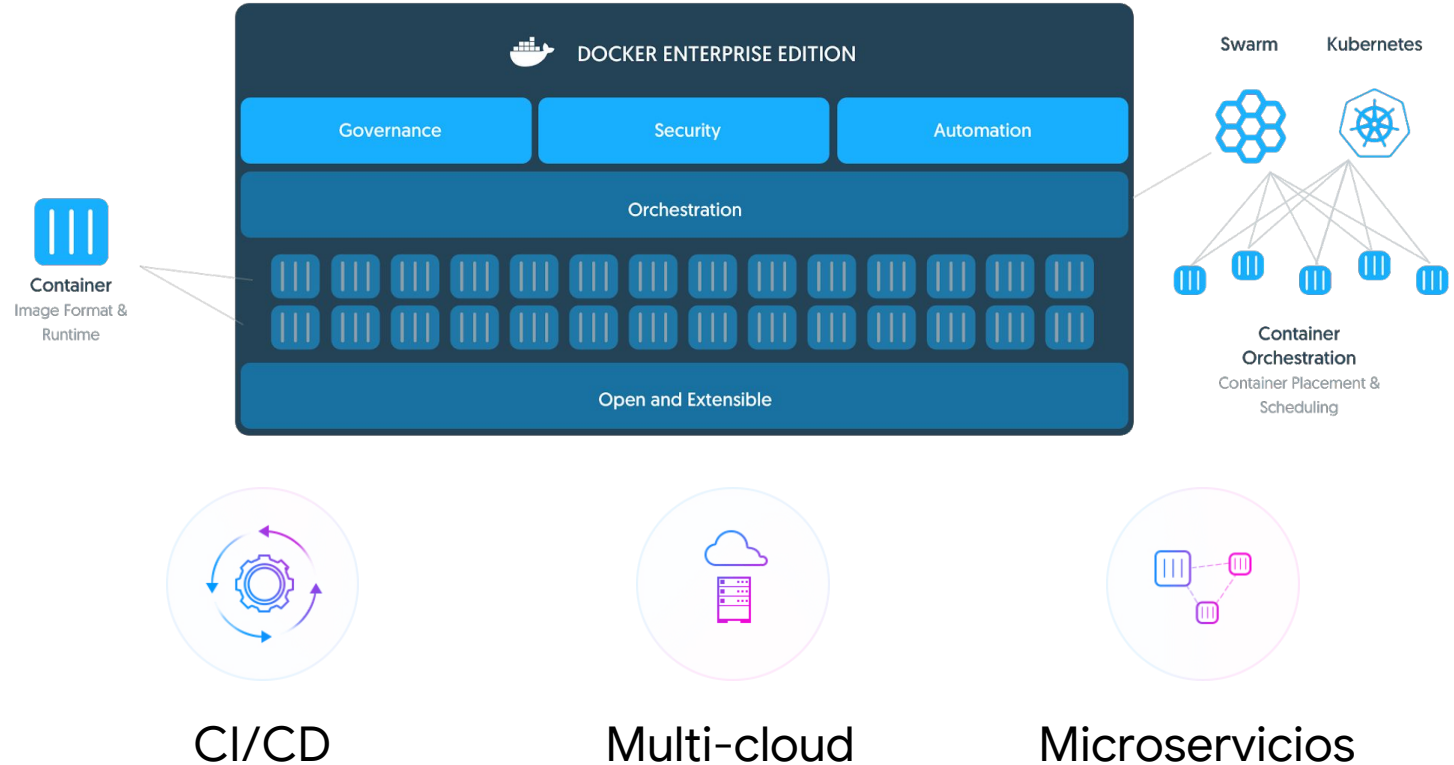 DOCKER ENTERPRISE EDITION
Governance
Security
Automation
Orchestration
Open and Extensible
Container
Image Format &
Runtime
Swarm
Kubernetes
Container
Orchestration
Container Placement &
Scheduling
CI/CD
Multi-cloud
Microservicios